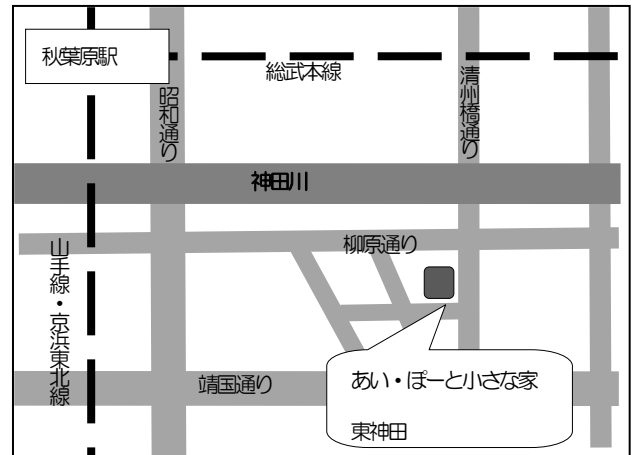 秋葉原駅
総武本線
昭和通り
清州橋通り
神田川
柳原通り
山手線・京浜東北線
靖国通り
あい・ぽーと小さな家
東神田